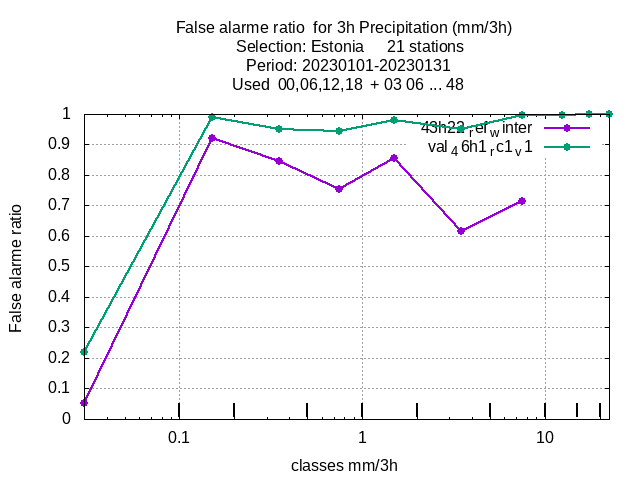 False alarme ratio  for 3h Precipitation (mm/3h)
Selection: Estonia     21 stations
Period: 20230101-20230131
Used  00,06,12,18  + 03 06 ... 48
1
43h22refwinter
0.9
val46h1rc1v1
0.8
0.7
0.6
0.5
0.4
0.3
0.2
0.1
0
False alarme ratio
0.1 1 10
classes mm/3h